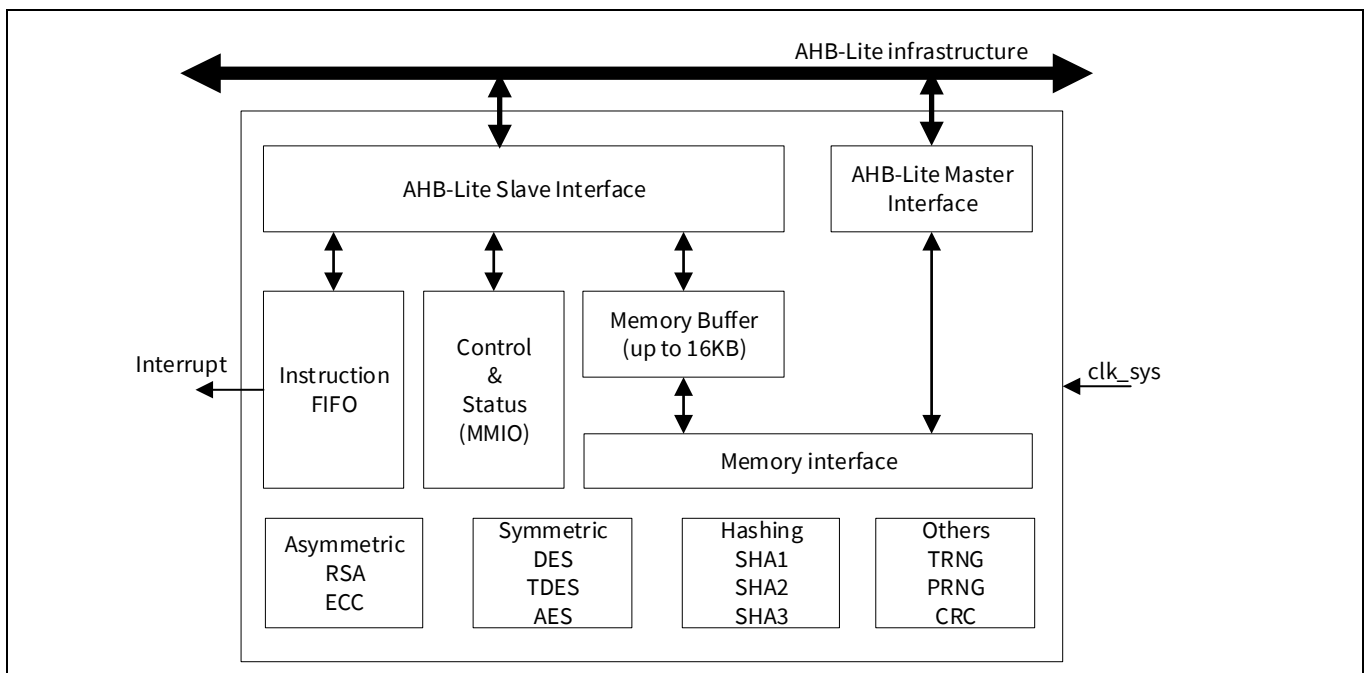 AHB-Lite infrastructure
AHB-Lite Slave Interface
AHB-Lite Master
Interface
Interrupt
Instruction
FIFO
Control
&
Status
(MMIO)
Memory Buffer
(up to 16KB)
clk_sys
Memory interface
Asymmetric
RSA
ECC
Symmetric
DES
TDES
AES
Hashing
SHA1
SHA2
SHA3
Others
TRNG
PRNG
CRC